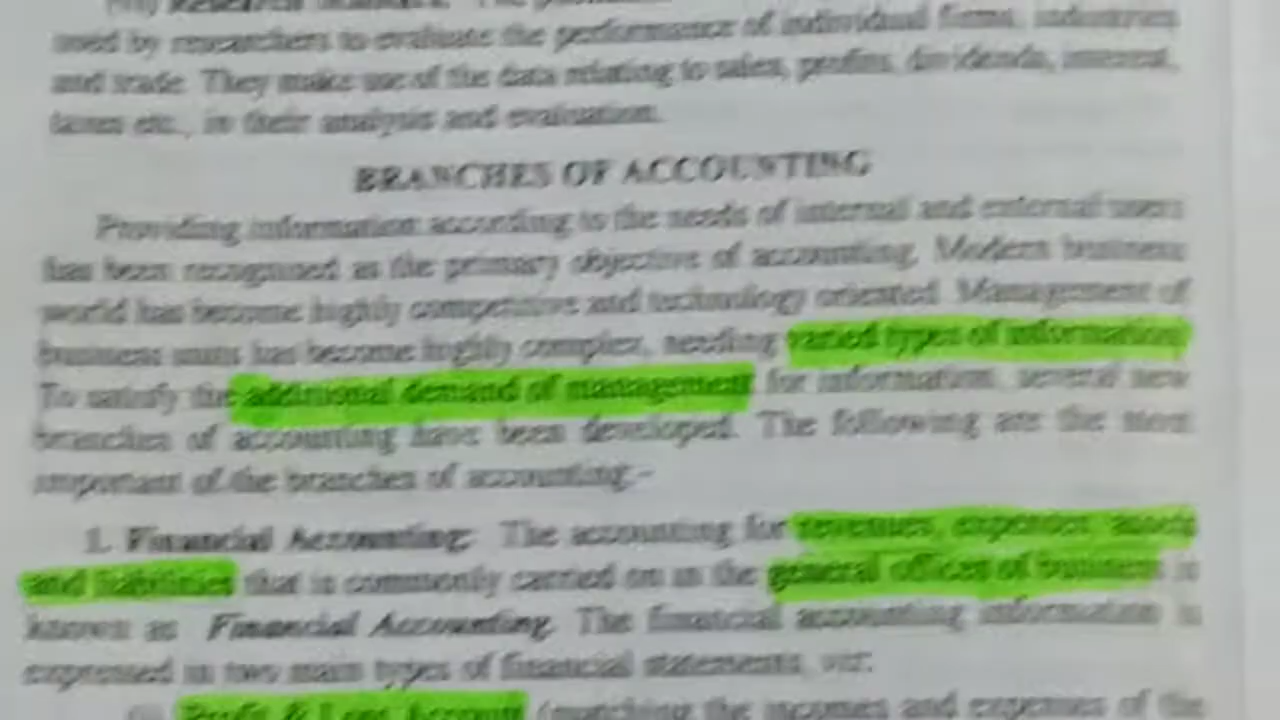 used by researchers to evaluate the performance of individual firms, industries
and trade. They make use of the data relating to sales, profits, dividends, interest,
taxes etc., in their analysis and evaluation.
BRANCHES OF ACCOUNTING
Providing information according to the needs of internal and external users
has been recognised as the primary objective of accounting. Modern business
world has become highly competitive and technology oriented. Management of
business units has become highly complex, needing varied types of information.
To satisfy the additional demand of management for information, several new
branches of accounting have been developed. The following are the most
important of the branches of accounting:-
1. Financial Accounting: The accounting for revenues, expenses, assets
and liabilities that is commonly carried on in the general offices of business is
known as Financial Accounting. The financial accounting information is
expressed in two main types of financial statements, viz:
(i) Profit & Loss Account (matching the incomes and expenses of the